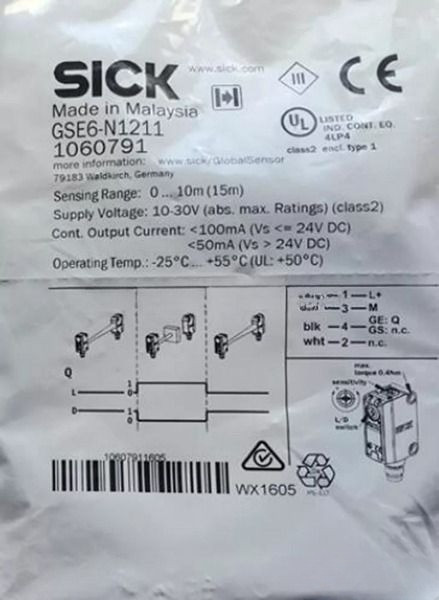 SICK
www.sick.com
III
CE
Made in Malaysia
GSE6-N1211
1060791
UL LISTED
IND. CONT. EQ.
4LP4
class2 encl. type 1
more information: www.sick/GlobalSensor
79183 Waldkirch, Germany
Sensing Range: 0 ... 10m (15m)
Supply Voltage: 10-30V (abs. max. Ratings) (class2)
Cont. Output Current: <100mA (Vs <= 24V DC)
<50mA (Vs > 24V DC)
Operating Temp.: -25°C ... +55°C (UL: +50°C)
1 L+
3 M
blk 4 GE: Q
GS: n.c.
wht 2 n.c.
Q
L 1
0
D 1
0
max.
torque 0.4Nm
sensitivity
L/D
switch
10607911605
WX1605